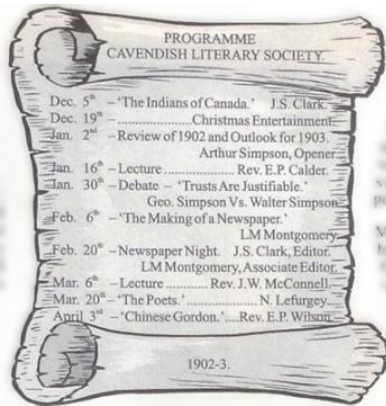 PROGRAMME
CAVENDISH LITERARY SOCIETY.
Dec. 5th – 'The Indians of Canada.' J.S. Clark.
Dec. 19th – ....................Christmas Entertainment.
Jan. 2nd – Review of 1902 and Outlook for 1903.
Arthur Simpson, Opener
Jan. 16th – Lecture ............... Rev. E.P. Calder.
Jan. 30th – Debate – 'Trusts Are Justifiable.'
Geo. Simpson Vs. Walter Simpson
Feb. 6th – 'The Making of a Newspaper.'
LM Montgomery.
Feb. 20th – Newspaper Night. J.S. Clark, Editor.
LM Montgomery, Associate Editor.
Mar. 6th – Lecture ........... Rev. J.W. McConnell.
Mar. 20th – 'The Poets.' ............... N. Lefurgey.
April 3rd – 'Chinese Gordon.'....Rev. E.P. Wilson.
1902-3.